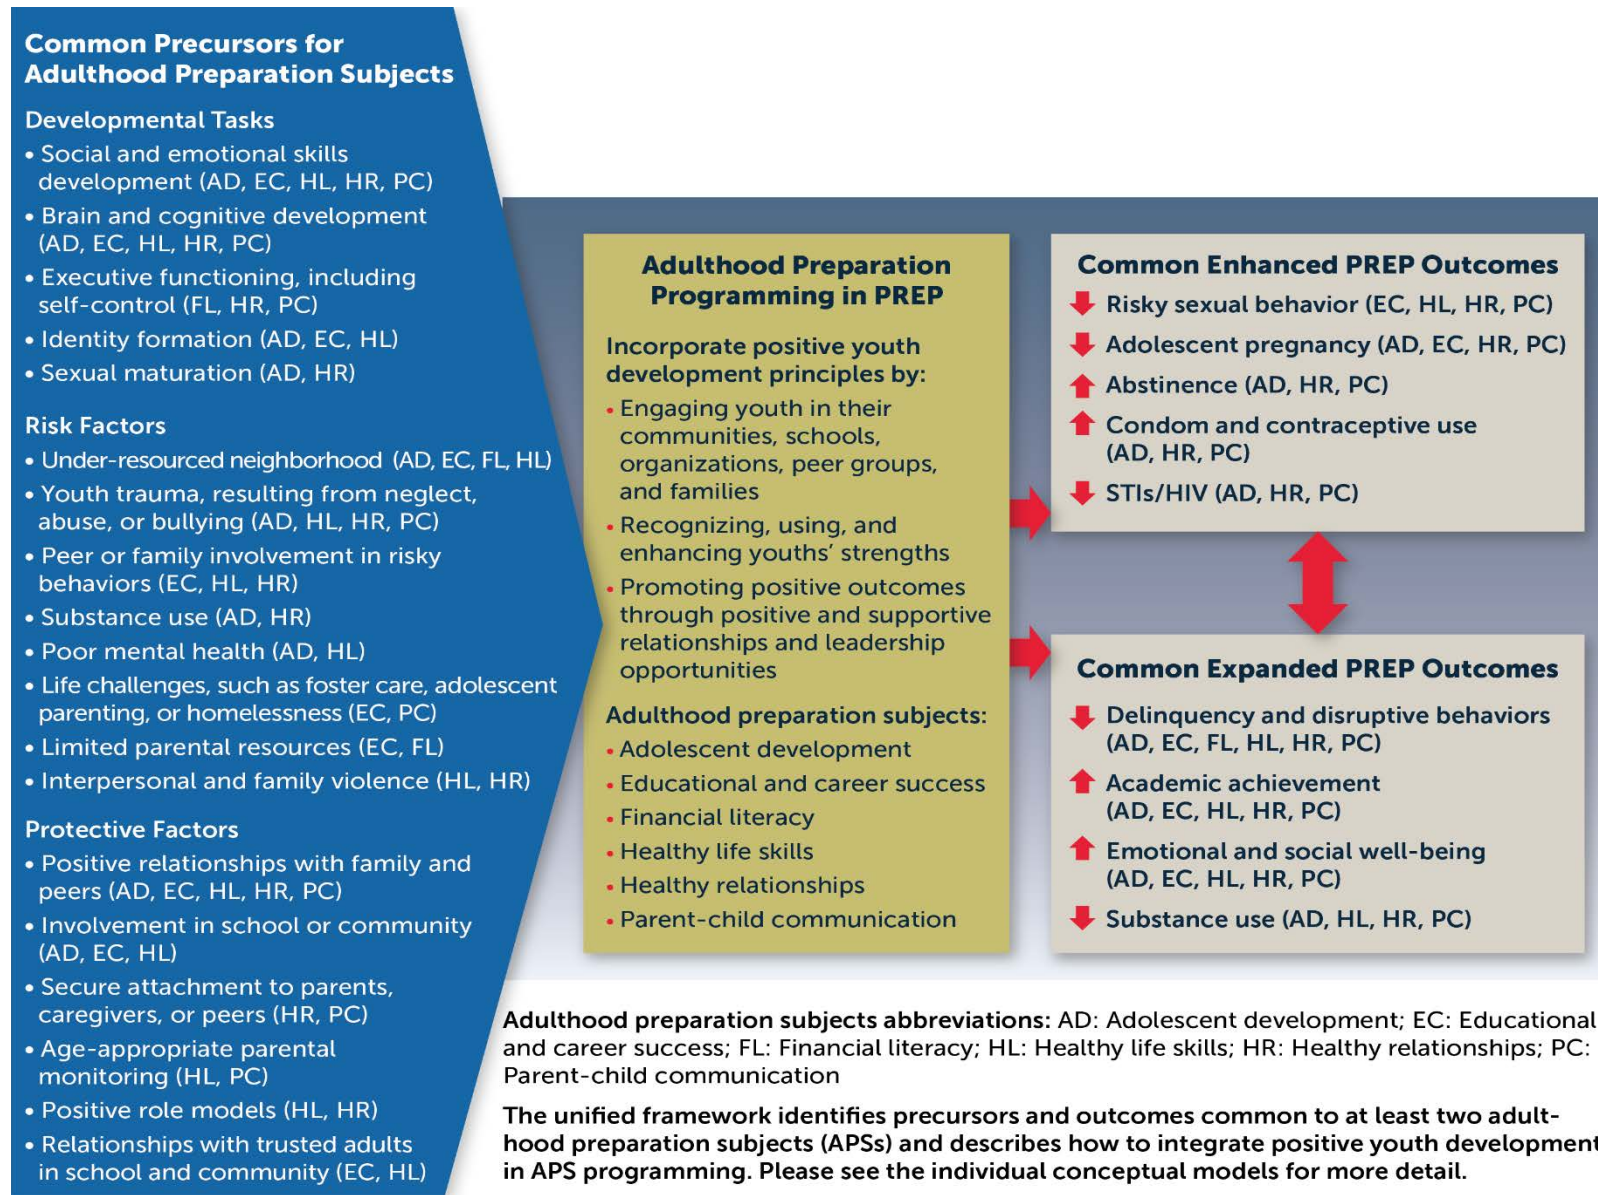 Common Precursors for
Adulthood Preparation Subjects
Developmental Tasks
• Social and emotional skills
development (AD, EC, HL, HR, PC)
• Brain and cognitive development
(AD, EC, HL, HR, PC)
• Executive functioning, including
self-control (FL, HR, PC)
• Identity formation (AD, EC, HL)
• Sexual maturation (AD, HR)
Risk Factors
• Under-resourced neighborhood (AD, EC, FL, HL)
• Youth trauma, resulting from neglect,
abuse, or bullying (AD, HL, HR, PC)
• Peer or family involvement in risky
behaviors (EC, HL, HR)
• Substance use (AD, HR)
• Poor mental health (AD, HL)
• Life challenges, such as foster care, adolescent
parenting, or homelessness (EC, PC)
• Limited parental resources (EC, FL)
• Interpersonal and family violence (HL, HR)
Protective Factors
• Positive relationships with family and
peers (AD, EC, HL, HR, PC)
• Involvement in school or community
(AD, EC, HL)
• Secure attachment to parents,
caregivers, or peers (HR, PC)
• Age-appropriate parental
monitoring (HL, PC)
• Positive role models (HL, HR)
• Relationships with trusted adults
in school and community (EC, HL)
Adulthood Preparation
Programming in PREP
Incorporate positive youth
development principles by:
• Engaging youth in their
communities, schools,
organizations, peer groups,
and families
• Recognizing, using, and
enhancing youths’ strengths
• Promoting positive outcomes
through positive and supportive
relationships and leadership
opportunities
Adulthood preparation subjects:
• Adolescent development
• Educational and career success
• Financial literacy
• Healthy life skills
• Healthy relationships
• Parent-child communication
Common Enhanced PREP Outcomes
Risky sexual behavior (EC, HL, HR, PC)
Adolescent pregnancy (AD, EC, HR, PC)
Abstinence (AD, HR, PC)
Condom and contraceptive use
(AD, HR, PC)
STIs/HIV (AD, HR, PC)
Common Expanded PREP Outcomes
Delinquency and disruptive behaviors
(AD, EC, FL, HL, HR, PC)
Academic achievement
(AD, EC, HL, HR, PC)
Emotional and social well-being
(AD, EC, HL, HR, PC)
Substance use (AD, HL, HR, PC)
Adulthood preparation subjects abbreviations: AD: Adolescent development; EC: Educational
and career success; FL: Financial literacy; HL: Healthy life skills; HR: Healthy relationships; PC:
Parent-child communication
The unified framework identifies precursors and outcomes common to at least two adult-
hood preparation subjects (APSs) and describes how to integrate positive youth development
in APS programming. Please see the individual conceptual models for more detail.